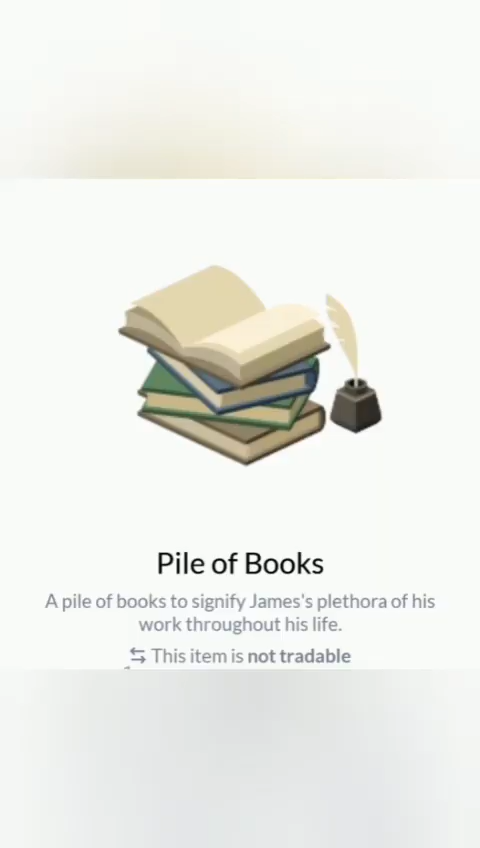 Pile of Books
A pile of books to signify James's plethora of his
work throughout his life.
This item is not tradable